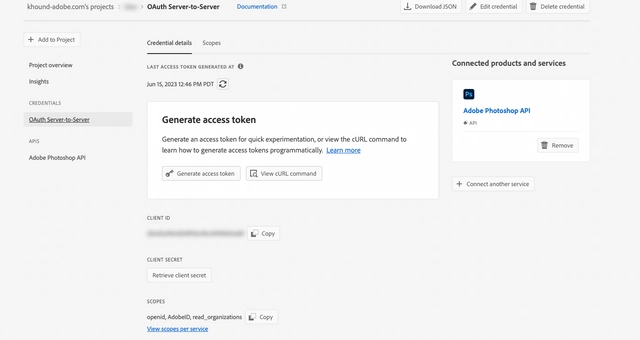 khound-adobe.com's projects
OAuth Server-to-Server
Documentation
Download JSON
Edit credential
Delete credential
Add to Project
Project overview
Insights
CREDENTIALS
OAuth Server-to-Server
APIS
Adobe Photoshop API
Credential details
Scopes
LAST ACCESS TOKEN GENERATED AT
Jun 15, 2023 12:46 PM PDT
Generate access token
Generate an access token for quick experimentation, or view the cURL command to
learn how to generate access tokens programmatically. Learn more
Generate access token
View cURL command
CLIENT ID
Copy
CLIENT SECRET
Retrieve client secret
SCOPES
openid, AdobeID, read_organizations
Copy
View scopes per service
Connected products and services
Ps
Adobe Photoshop API
API
Remove
Connect another service